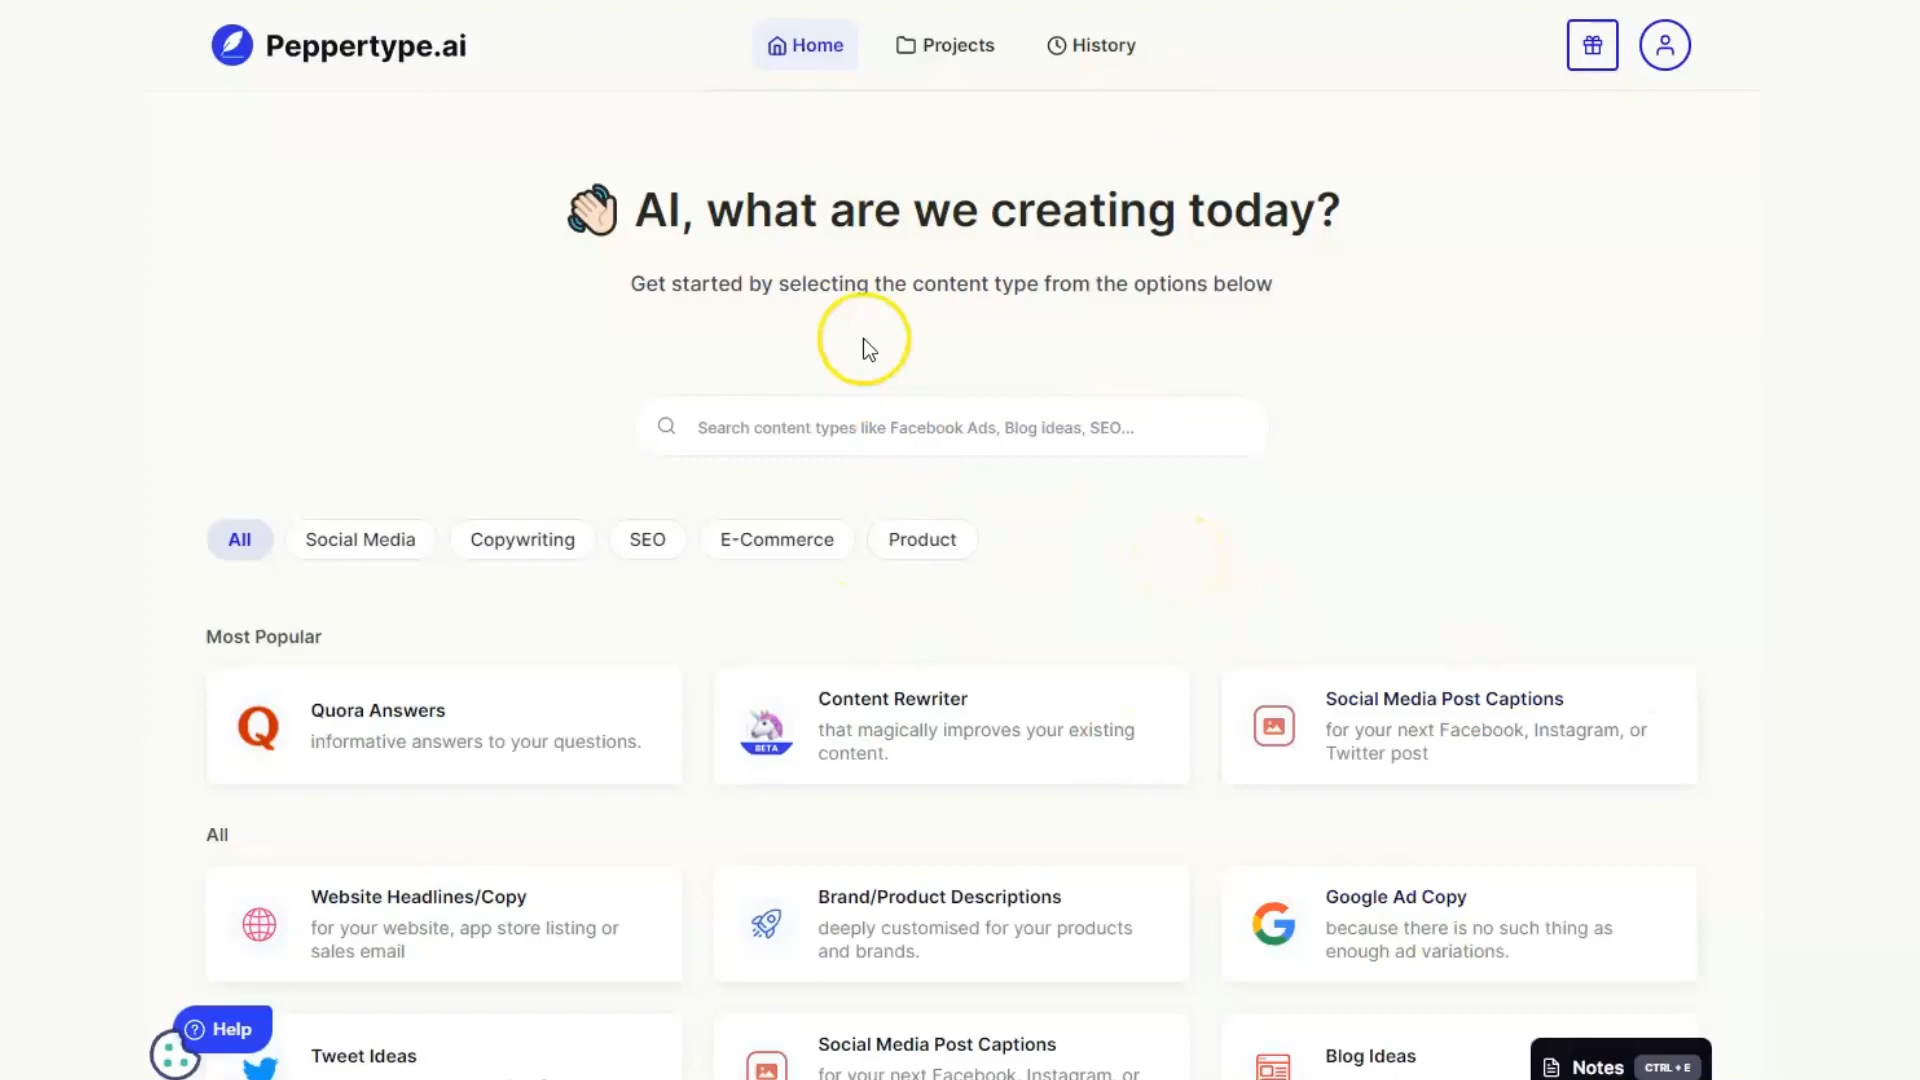 Peppertype.ai
Home
Projects
History
AI, what are we creating today?
Get started by selecting the content type from the options below
Search content types like Facebook Ads, Blog ideas, SEO...
All
Social Media
Copywriting
SEO
E-Commerce
Product
Most Popular
Quora Answers
informative answers to your questions.
BETA
Content Rewriter
that magically improves your existing
content.
Social Media Post Captions
for your next Facebook, Instagram, or
Twitter post
All
Website Headlines/Copy
for your website, app store listing or
sales email
Brand/Product Descriptions
deeply customised for your products
and brands.
Google Ad Copy
because there is no such thing as
enough ad variations.
Help
Tweet Ideas
Social Media Post Captions
for your next Facebook, Instagram, or
Blog Ideas
Notes
CTRL + E